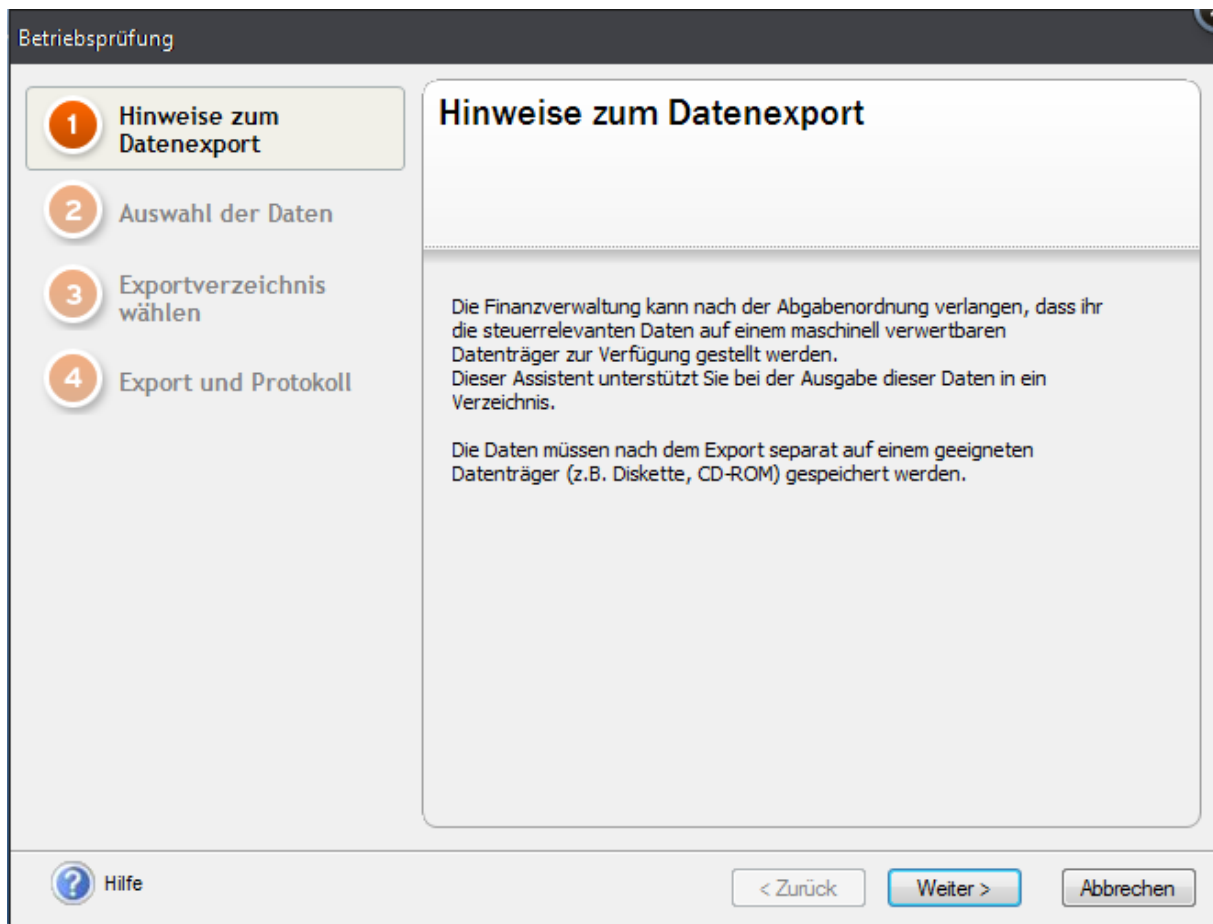 Betriebsprüfung
1
Hinweise zum
Datenexport
2
Auswahl der Daten
3
Exportverzeichnis
wählen
4
Export und Protokoll
Hinweise zum Datenexport
Die Finanzverwaltung kann nach der Abgabenordnung verlangen, dass ihr
die steuerrelevanten Daten auf einem maschinell verwertbaren
Datenträger zur Verfügung gestellt werden.
Dieser Assistent unterstützt Sie bei der Ausgabe dieser Daten in ein
Verzeichnis.
Die Daten müssen nach dem Export separat auf einem geeigneten
Datenträger (z.B. Diskette, CD-ROM) gespeichert werden.
? Hilfe
< Zurück
Weiter >
Abbrechen